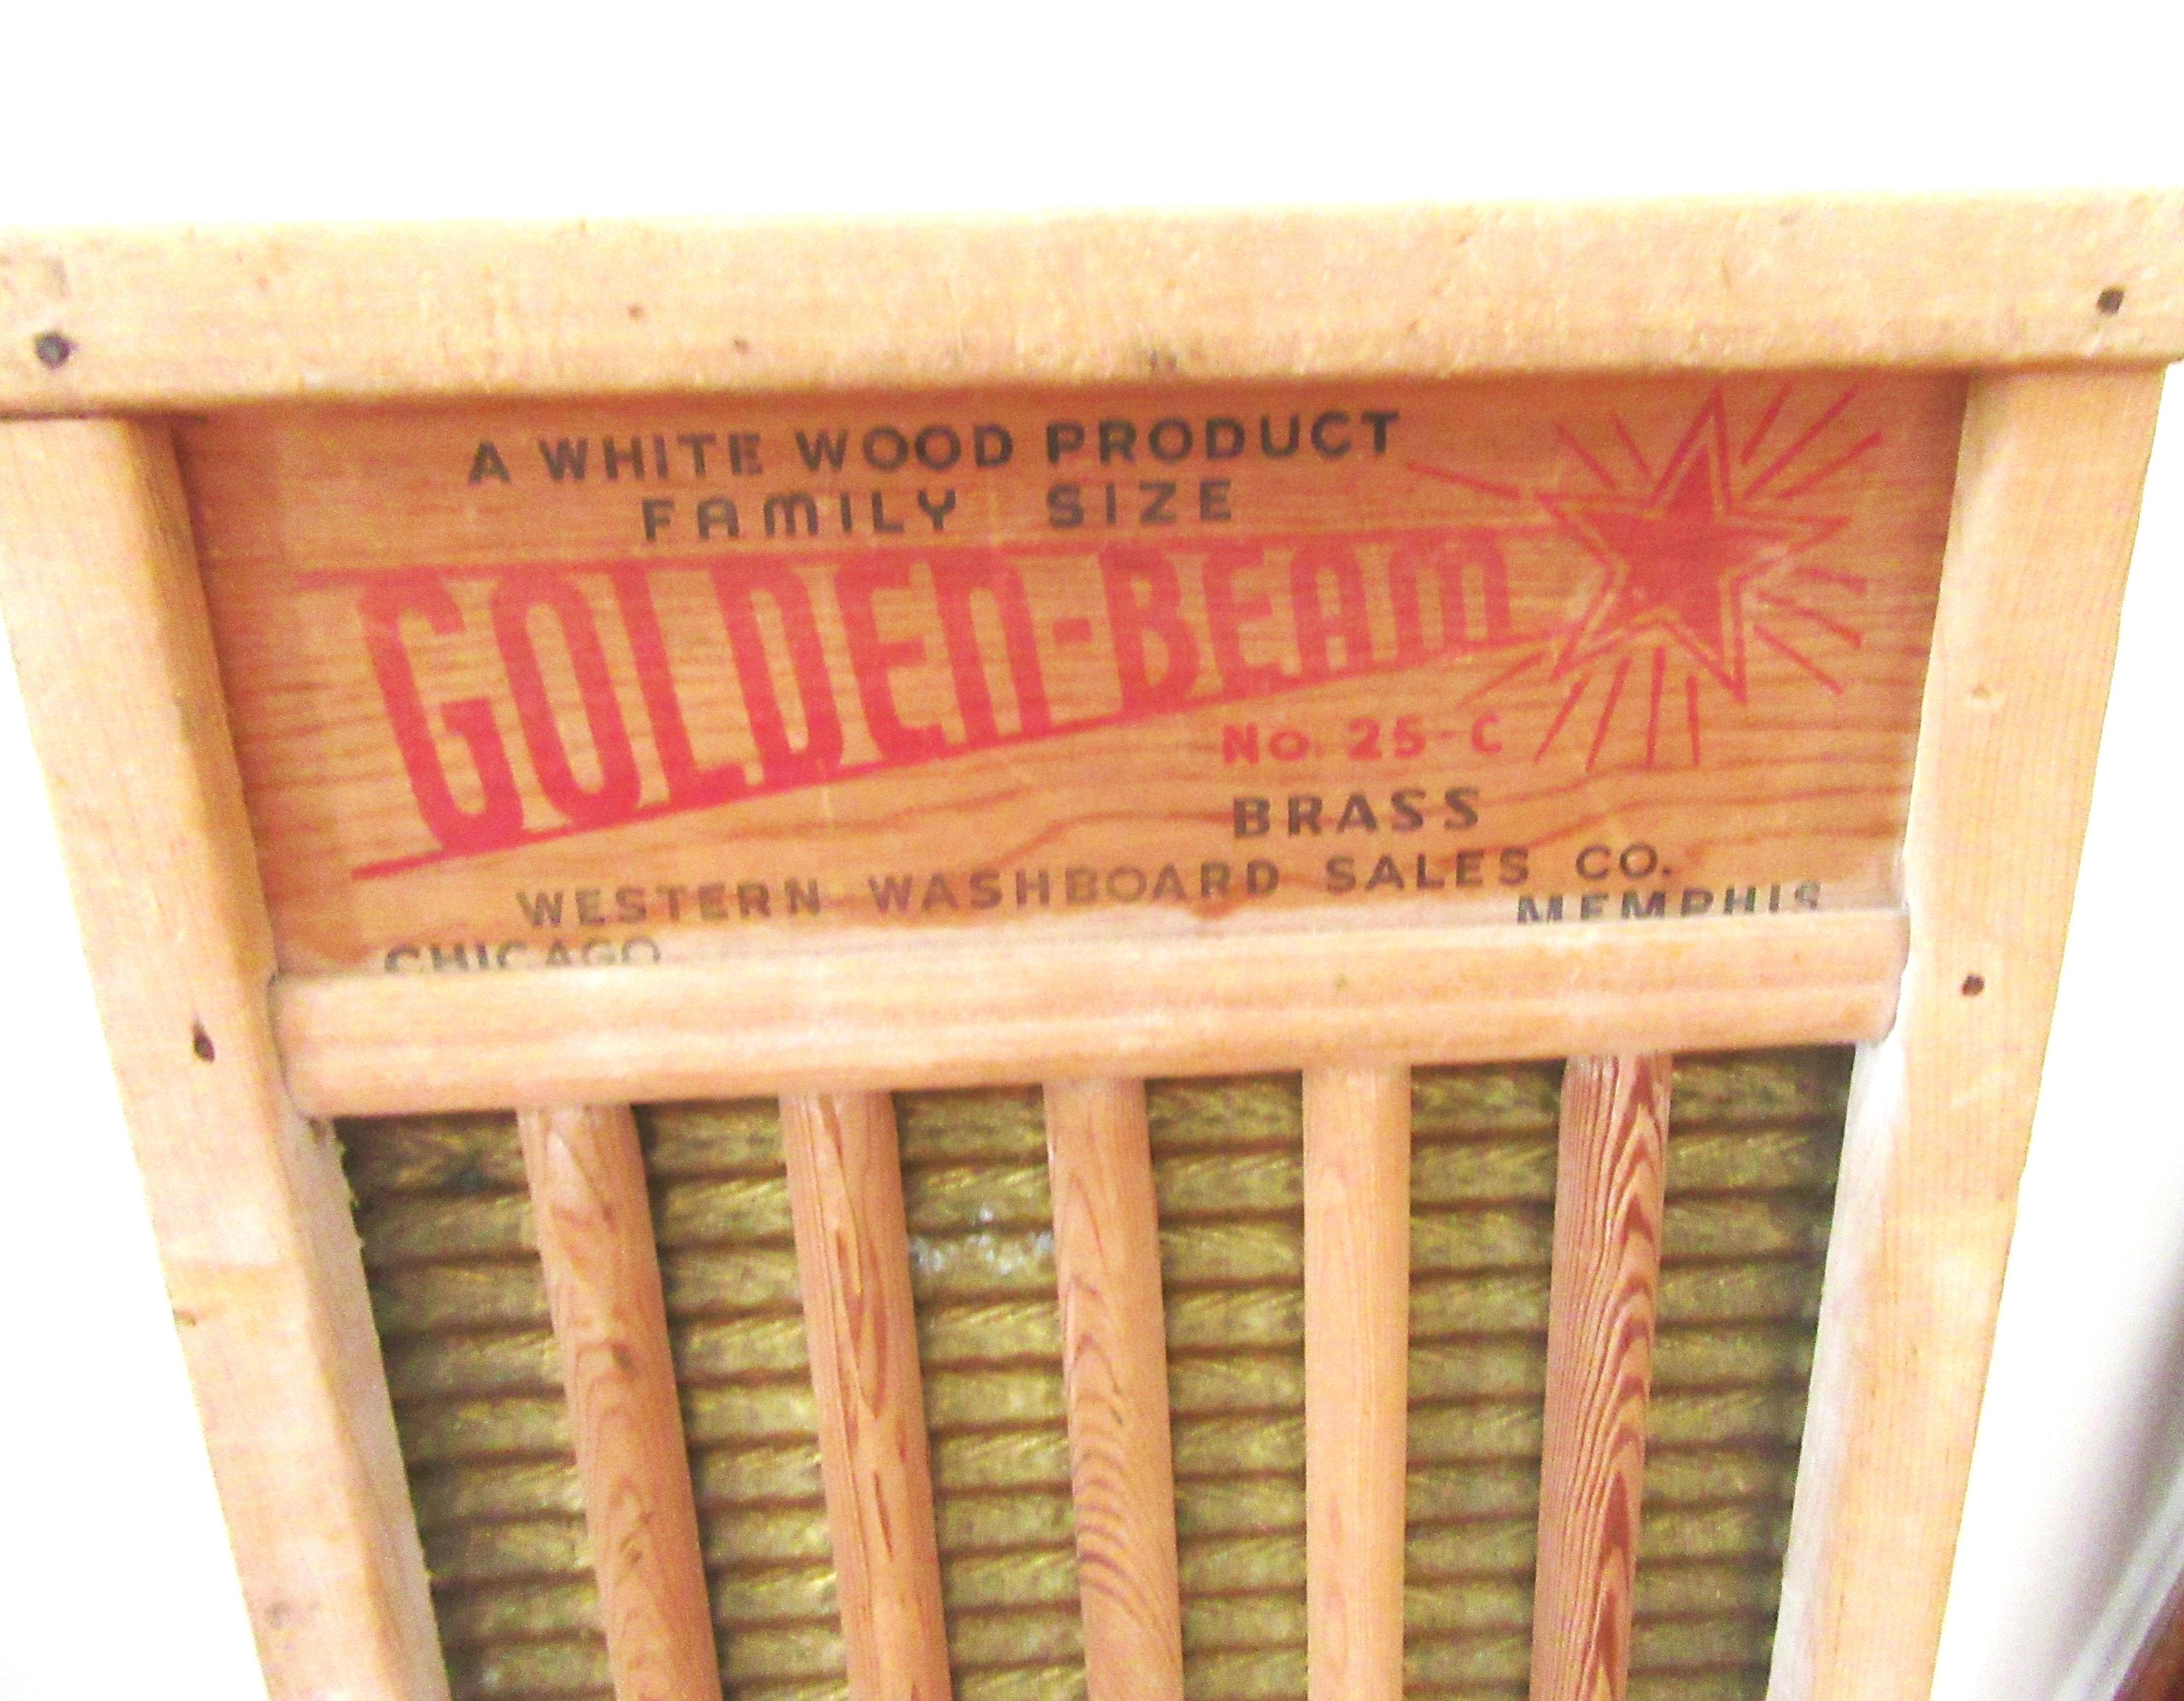 A WHITE WOOD PRODUCT
FAMILY SIZE
GOLDEN-BEAM
No. 25-C
BRASS
WESTERN WASHBOARD SALES CO.
CHICAGO MEMPHIS